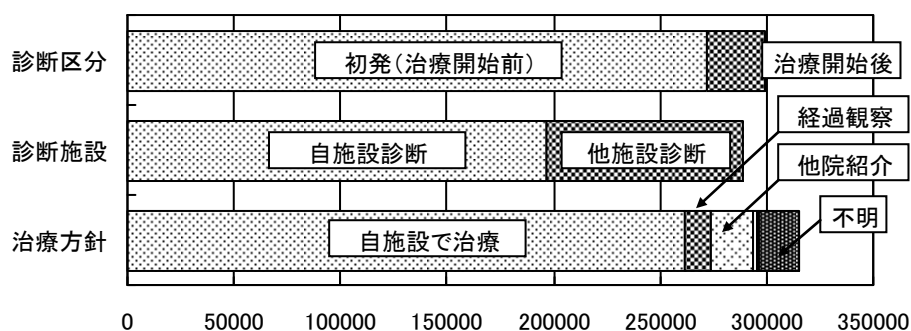 診断区分
初発(治療開始前)
治療開始後
診断施設
自施設診断
他施設診断
経過観察
他院紹介
治療方針
自施設で治療
不明
0 50000 100000 150000 200000 250000 300000 350000